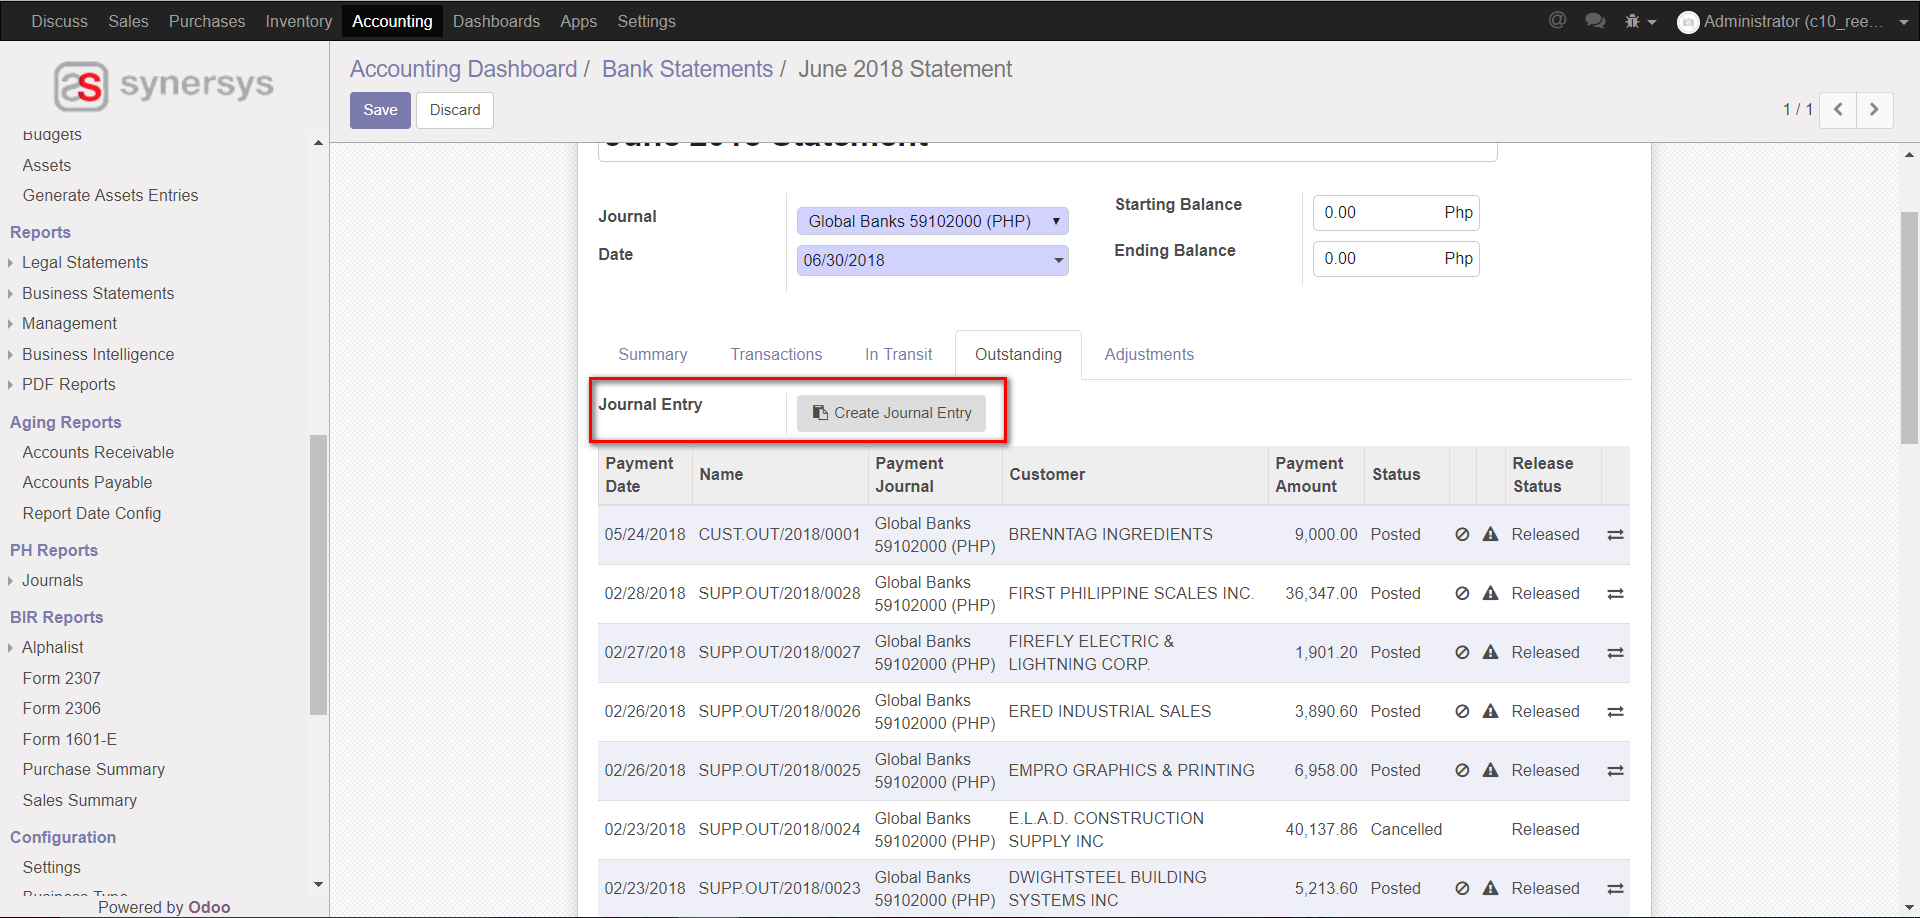 Discuss Sales Purchases Inventory Accounting Dashboards Apps Settings @ Administrator (c10_ree...
aS synersys
Budgets
Assets
Generate Assets Entries
Reports
Legal Statements
Business Statements
Management
Business Intelligence
PDF Reports
Aging Reports
Accounts Receivable
Accounts Payable
Report Date Config
PH Reports
Journals
BIR Reports
Alphalist
Form 2307
Form 2306
Form 1601-E
Purchase Summary
Sales Summary
Configuration
Settings
Business Type
Powered by Odoo
Accounting Dashboard / Bank Statements / June 2018 Statement
Save Discard 1 / 1
June 2018 Statement
Journal Global Banks 59102000 (PHP)
Date 06/30/2018
Starting Balance 0.00 Php
Ending Balance 0.00 Php
Summary Transactions In Transit Outstanding Adjustments
Journal Entry Create Journal Entry
Payment Date Name Payment Journal Customer Payment Amount Status Release Status
05/24/2018 CUST.OUT/2018/0001 Global Banks 59102000 (PHP) BRENNTAG INGREDIENTS 9,000.00 Posted Released
02/28/2018 SUPP.OUT/2018/0028 Global Banks 59102000 (PHP) FIRST PHILIPPINE SCALES INC. 36,347.00 Posted Released
02/27/2018 SUPP.OUT/2018/0027 Global Banks 59102000 (PHP) FIREFLY ELECTRIC & LIGHTNING CORP. 1,901.20 Posted Released
02/26/2018 SUPP.OUT/2018/0026 Global Banks 59102000 (PHP) ERED INDUSTRIAL SALES 3,890.60 Posted Released
02/26/2018 SUPP.OUT/2018/0025 Global Banks 59102000 (PHP) EMPRO GRAPHICS & PRINTING 6,958.00 Posted Released
02/23/2018 SUPP.OUT/2018/0024 Global Banks 59102000 (PHP) E.L.A.D. CONSTRUCTION SUPPLY INC 40,137.86 Cancelled Released
02/23/2018 SUPP.OUT/2018/0023 Global Banks 59102000 (PHP) DWIGHTSTEEL BUILDING SYSTEMS INC 5,213.60 Posted Released